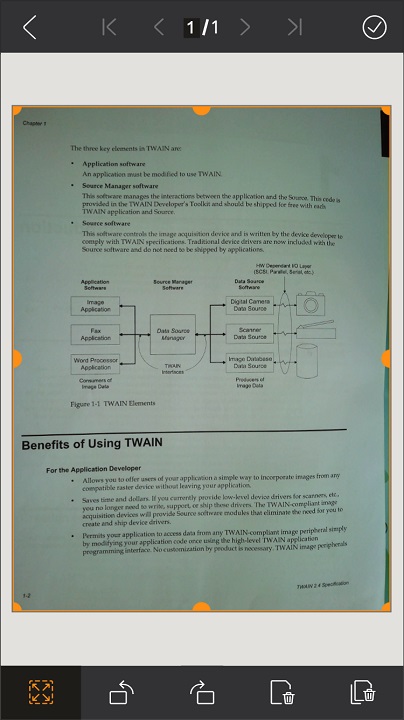 1/1
Chapter 1
The three key elements in TWAIN are:
• Application software
An application must be modified to use TWAIN.
• Source Manager software
This software manages the interactions between the application and the Source. This code is
provided in the TWAIN Developer's Toolkit and should be shipped for free with each
TWAIN application and Source.
• Source software
This software controls the image acquisition device and is written by the device developer to
comply with TWAIN specifications. Traditional device drivers are now included with the
Source software and do not need to be shipped by applications.
HW Dependent I/O Layer
(SCSI, Parallel, Serial, etc.)
Application
Software
Source Manager
Software
Data Source
Software
Image
Application
Digital Camera
Data Source
Fax
Application
Data Source
Manager
Scanner
Data Source
Word Processor
Application
TWAIN
Interfaces
Image Database
Data Source
Consumers of
Image Data
Producers of
Image Data
Figure 1-1 TWAIN Elements
Benefits of Using TWAIN
For the Application Developer
• Allows you to offer users of your application a simple way to incorporate images from any
compatible raster device without leaving your application.
• Saves time and dollars. If you currently provide low-level device drivers for scanners, etc.,
you no longer need to write, support, or ship these drivers. The TWAIN-compliant image
acquisition devices will provide Source software modules that eliminate the need for you to
create and ship device drivers.
• Permits your application to access data from any TWAIN-compliant image peripheral simply
by modifying your application code once using the high-level TWAIN application
programming interface. No customization by product is necessary. TWAIN image peripherals
1-2
TWAIN 2.4 Specification